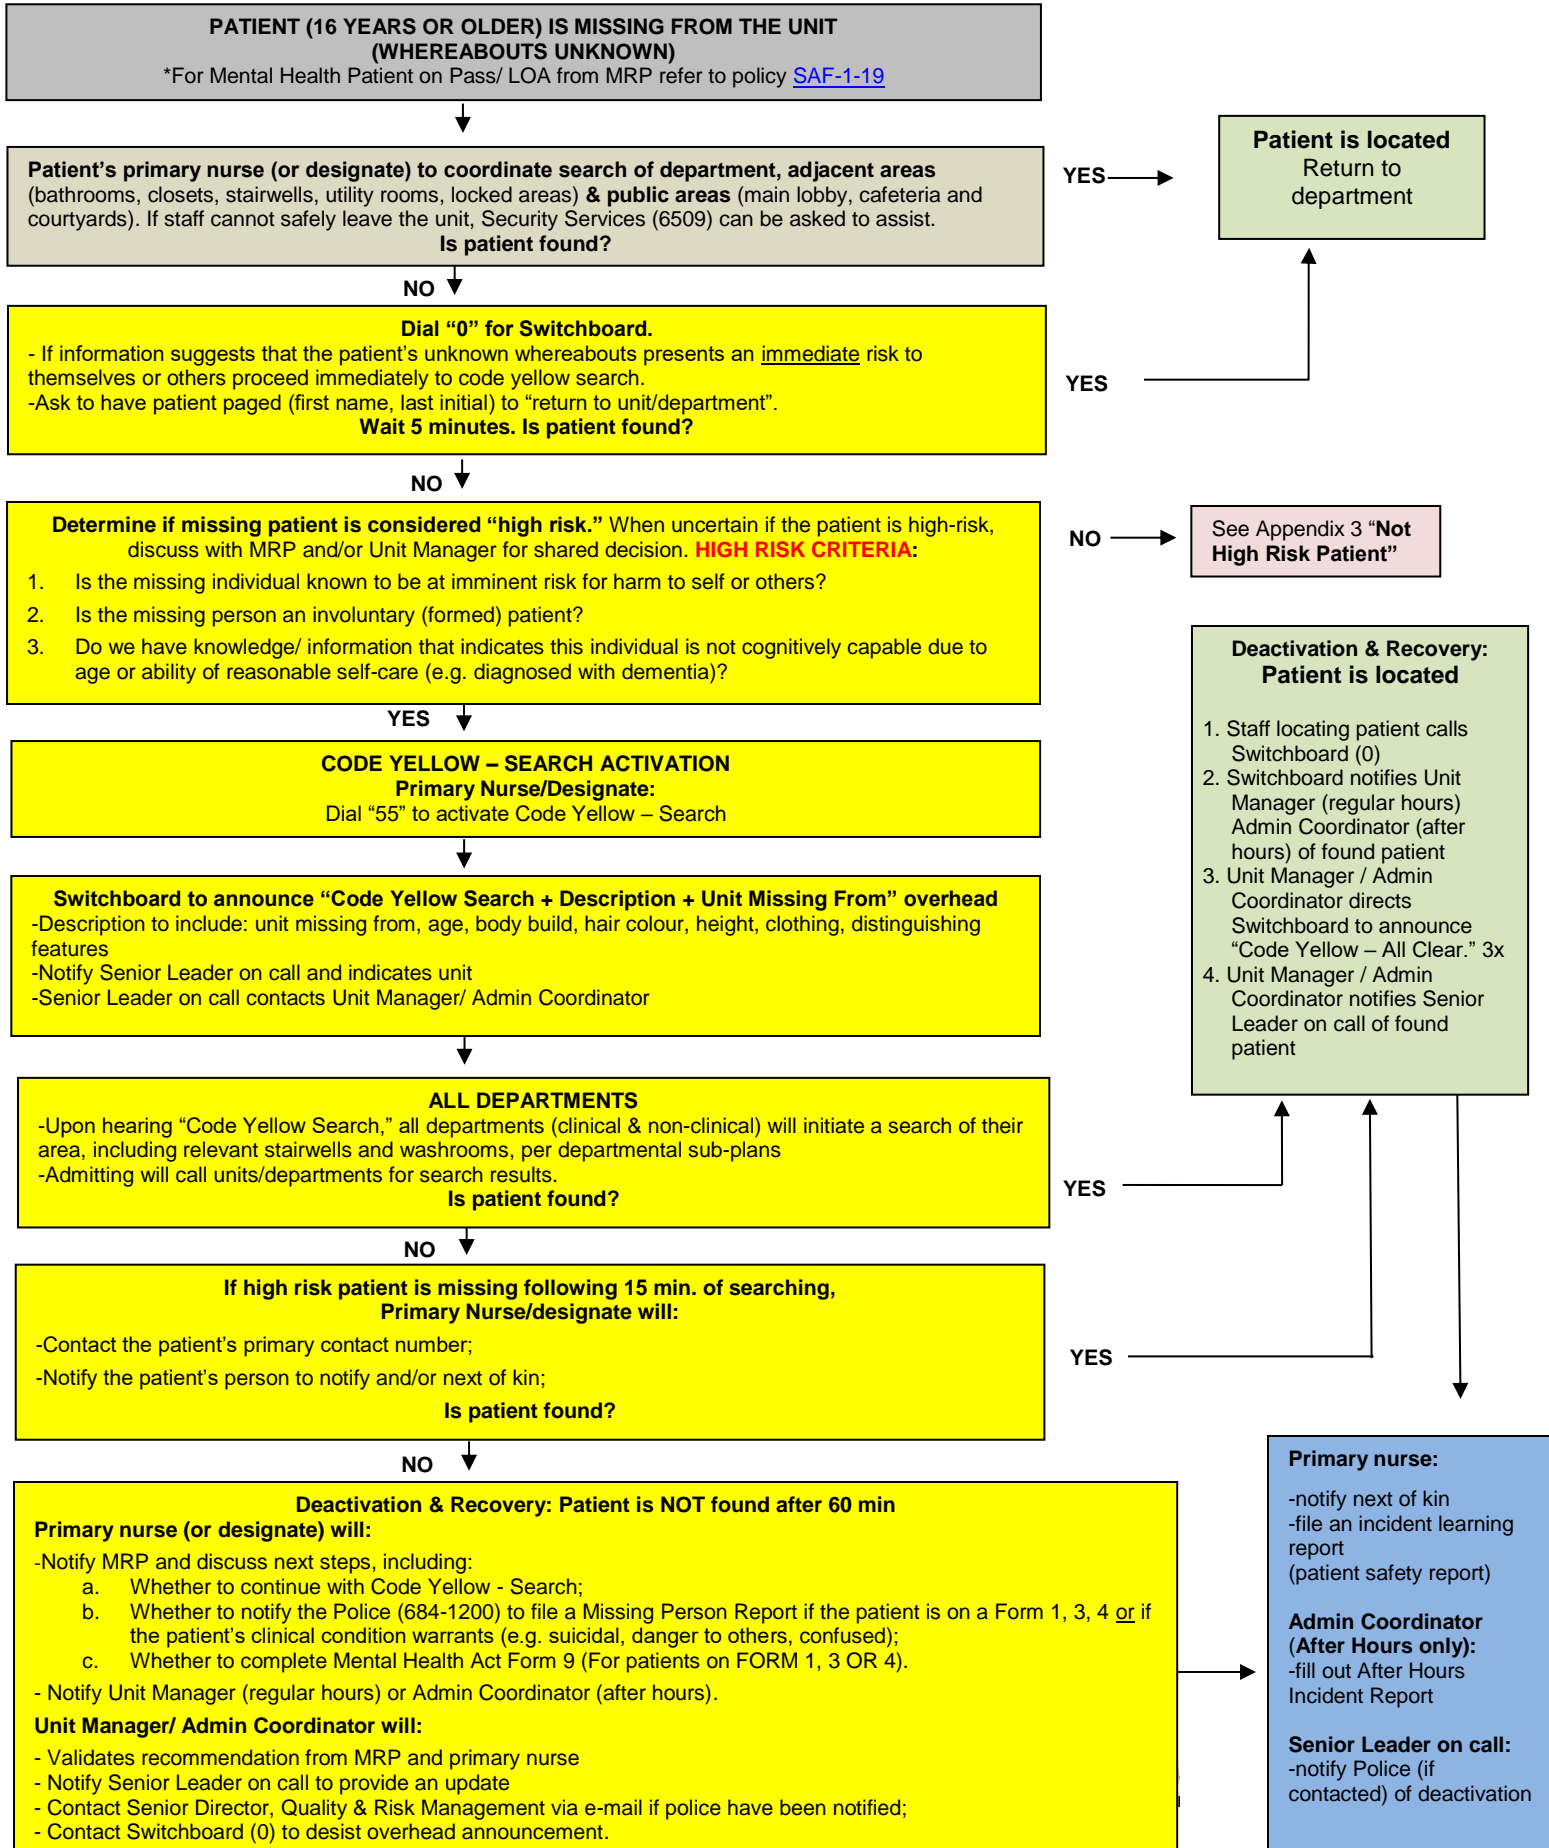 PATIENT (16 YEARS OR OLDER) IS MISSING FROM THE UNIT
(WHEREABOUTS UNKNOWN)
*For Mental Health Patient on Pass/ LOA from MRP refer to policy SAF-1-19
Patient's primary nurse (or designate) to coordinate search of department, adjacent areas
(bathrooms, closets, stairwells, utility rooms, locked areas) & public areas (main lobby, cafeteria and
courtyards). If staff cannot safely leave the unit, Security Services (6509) can be asked to assist.
Is patient found?
YES
Patient is located
Return to
department
NO
Dial “0” for Switchboard.
- If information suggests that the patient's unknown whereabouts presents an immediate risk to
themselves or others proceed immediately to code yellow search.
-Ask to have patient paged (first name, last initial) to “return to unit/department”.
Wait 5 minutes. Is patient found?
YES
NO
Determine if missing patient is considered “high risk.” When uncertain if the patient is high-risk,
discuss with MRP and/or Unit Manager for shared decision. HIGH RISK CRITERIA:
1. Is the missing individual known to be at imminent risk for harm to self or others?
2. Is the missing person an involuntary (formed) patient?
3. Do we have knowledge/ information that indicates this individual is not cognitively capable due to
age or ability of reasonable self-care (e.g. diagnosed with dementia)?
NO
See Appendix 3 “Not
High Risk Patient”
YES
CODE YELLOW – SEARCH ACTIVATION
Primary Nurse/Designate:
Dial “55” to activate Code Yellow – Search
Switchboard to announce “Code Yellow Search + Description + Unit Missing From” overhead
-Description to include: unit missing from, age, body build, hair colour, height, clothing, distinguishing
features
-Notify Senior Leader on call and indicates unit
-Senior Leader on call contacts Unit Manager/ Admin Coordinator
Deactivation & Recovery:
Patient is located
1. Staff locating patient calls
Switchboard (0)
2. Switchboard notifies Unit
Manager (regular hours)
Admin Coordinator (after
hours) of found patient
3. Unit Manager / Admin
Coordinator directs
Switchboard to announce
“Code Yellow – All Clear.” 3x
4. Unit Manager / Admin
Coordinator notifies Senior
Leader on call of found
patient
ALL DEPARTMENTS
-Upon hearing “Code Yellow Search,” all departments (clinical & non-clinical) will initiate a search of their
area, including relevant stairwells and washrooms, per departmental sub-plans
-Admitting will call units/departments for search results.
Is patient found?
YES
NO
If high risk patient is missing following 15 min. of searching,
Primary Nurse/designate will:
-Contact the patient's primary contact number;
-Notify the patient's person to notify and/or next of kin;
Is patient found?
YES
NO
Deactivation & Recovery: Patient is NOT found after 60 min
Primary nurse (or designate) will:
-Notify MRP and discuss next steps, including:
a. Whether to continue with Code Yellow - Search;
b. Whether to notify the Police (684-1200) to file a Missing Person Report if the patient is on a Form 1, 3, 4 or if
the patient's clinical condition warrants (e.g. suicidal, danger to others, confused);
c. Whether to complete Mental Health Act Form 9 (For patients on FORM 1, 3 OR 4).
- Notify Unit Manager (regular hours) or Admin Coordinator (after hours).
Unit Manager/ Admin Coordinator will:
- Validates recommendation from MRP and primary nurse
- Notify Senior Leader on call to provide an update
- Contact Senior Director, Quality & Risk Management via e-mail if police have been notified;
- Contact Switchboard (0) to desist overhead announcement.
Primary nurse:
-notify next of kin
-file an incident learning
report
(patient safety report)
Admin Coordinator
(After Hours only):
-fill out After Hours
Incident Report
Senior Leader on call:
-notify Police (if
contacted) of deactivation